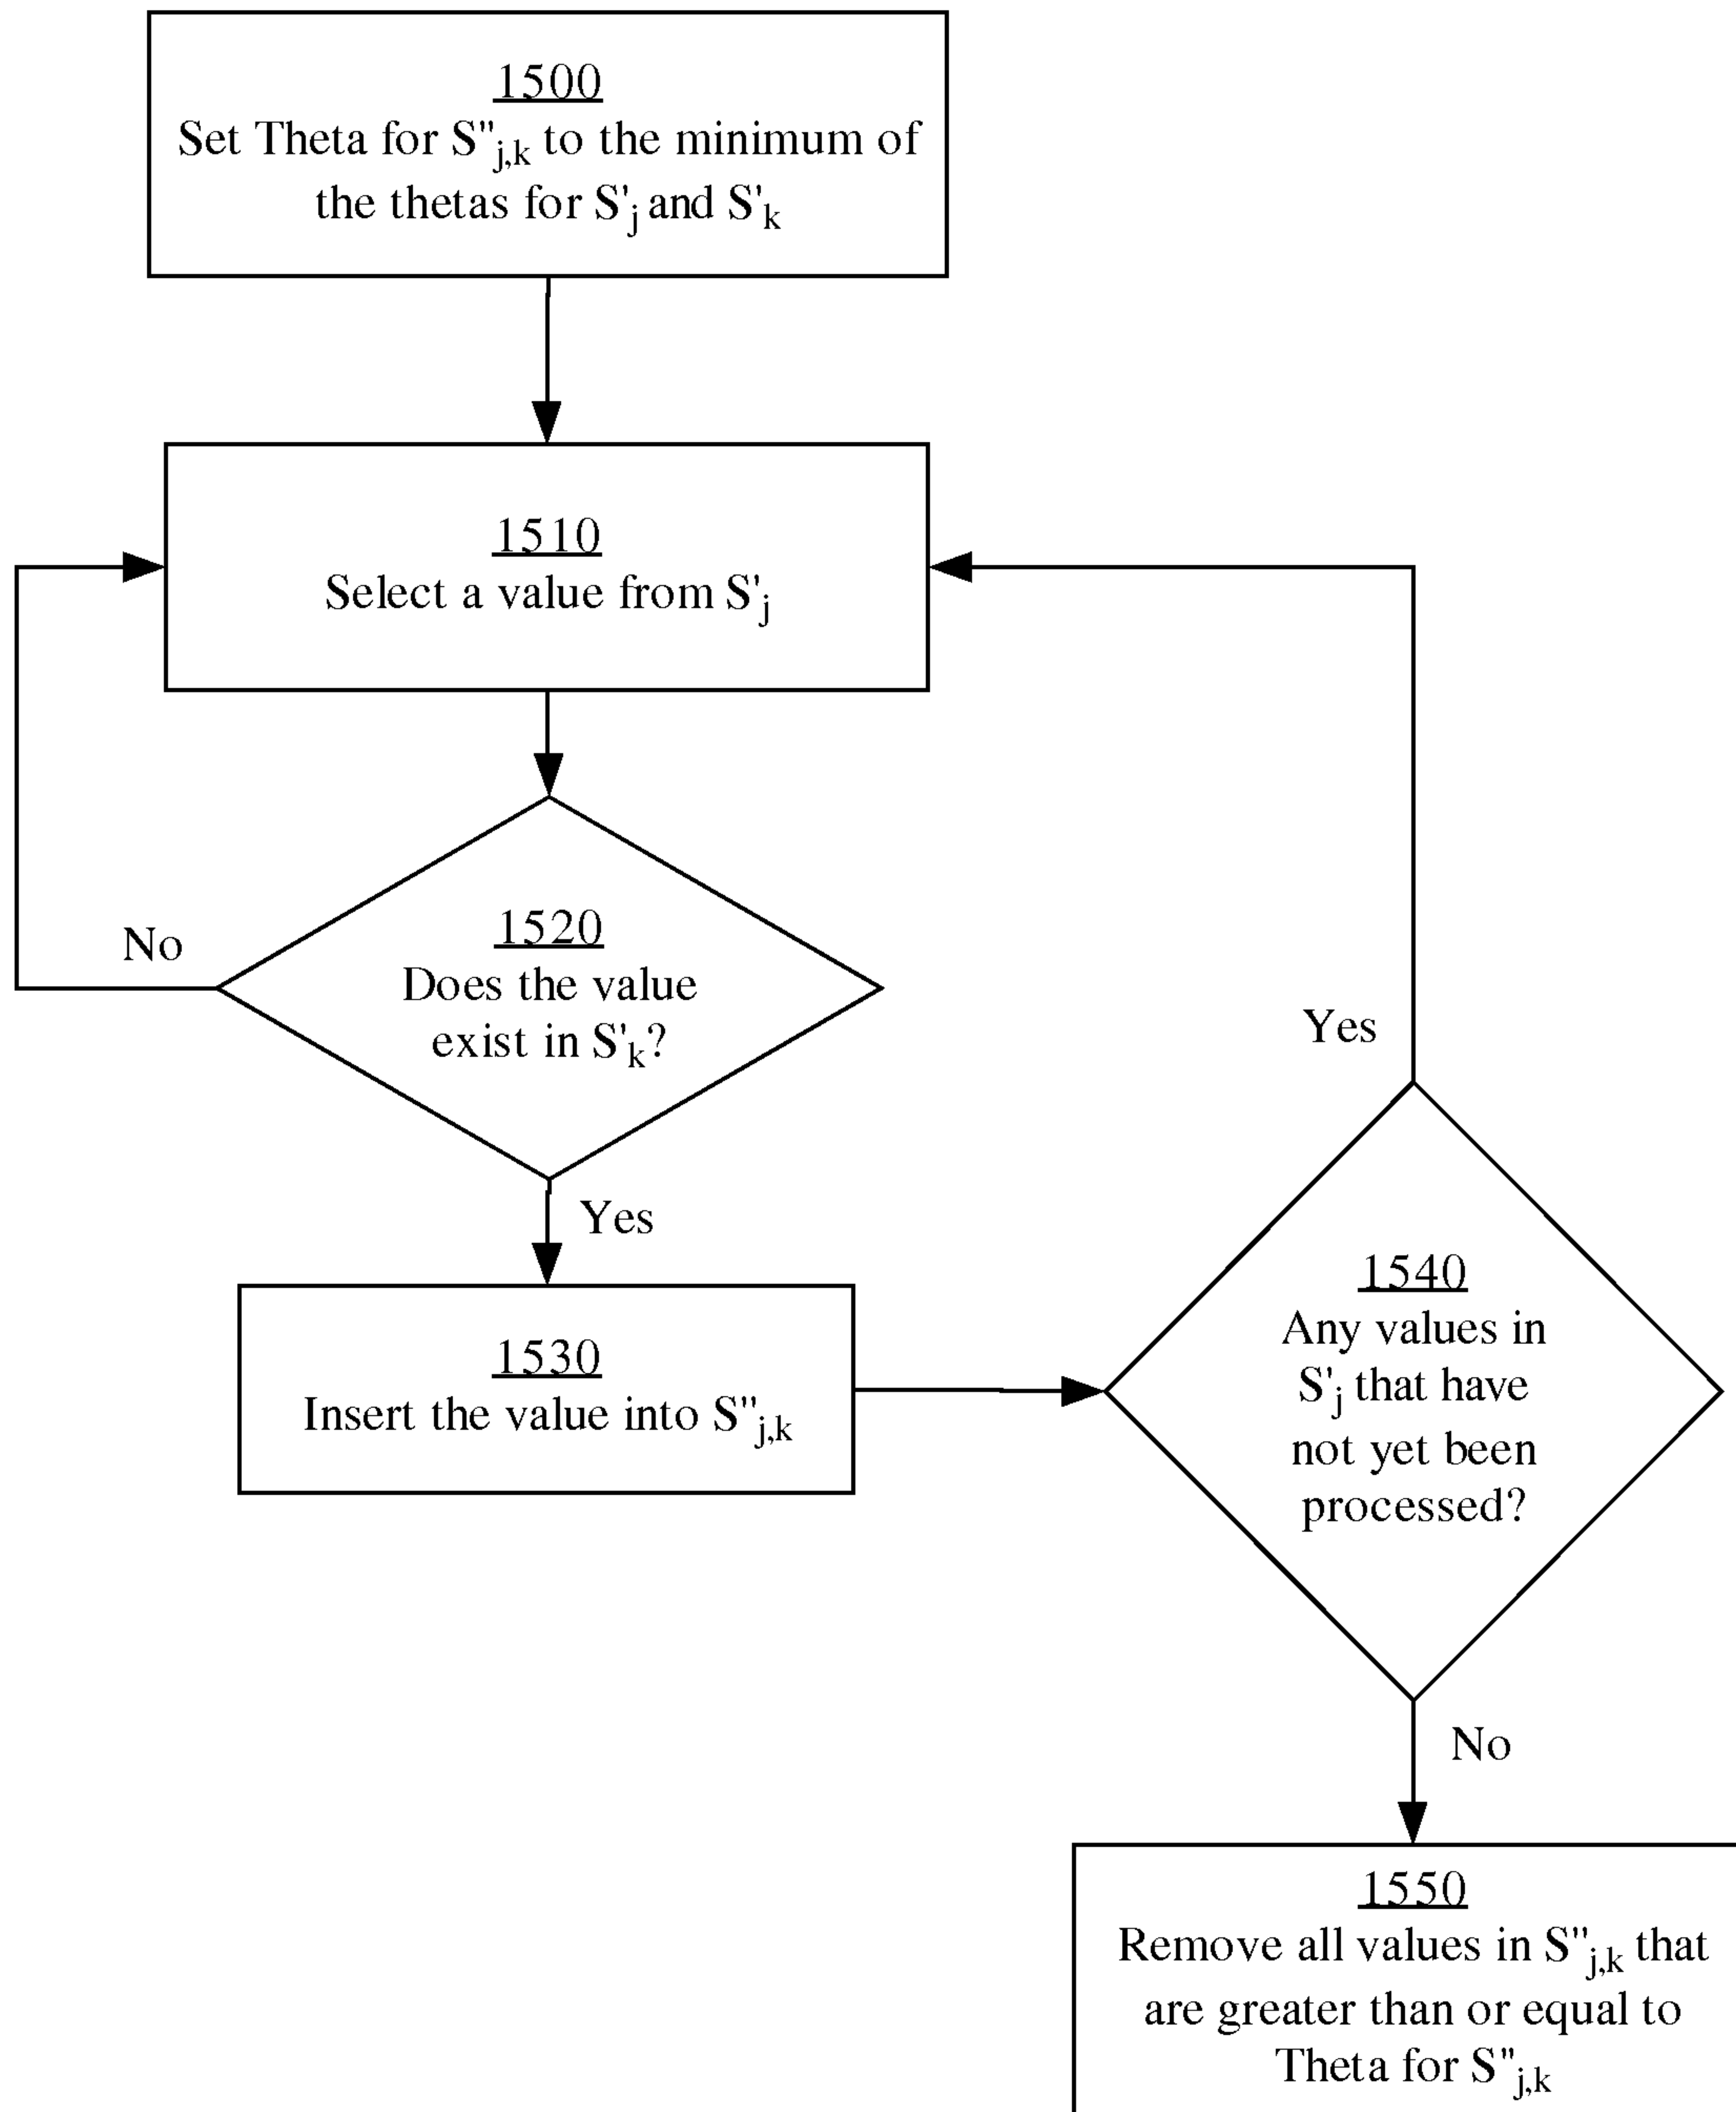 1500
Set Theta for S"j,k to the minimum of
the thetas for S'j and S'k
1510
Select a value from S'j
1520
Does the value
exist in S'k?
No
Yes
1530
Insert the value into S"j,k
Yes
1540
Any values in
S'j that have
not yet been
processed?
No
1550
Remove all values in S"j,k that
are greater than or equal to
Theta for S"j,k